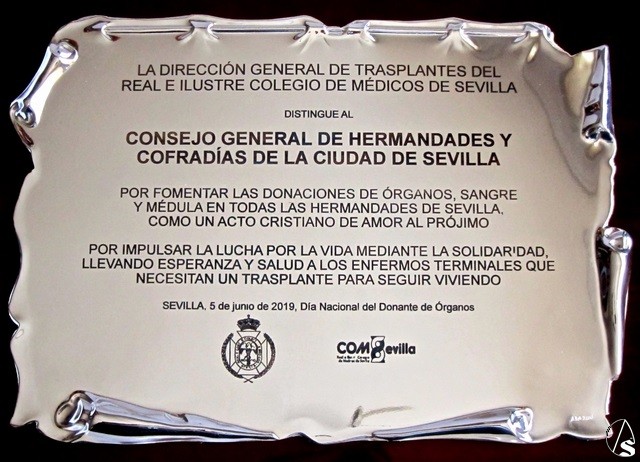 LA DIRECCIÓN GENERAL DE TRASPLANTES DEL
REAL E ILUSTRE COLEGIO DE MÉDICOS DE SEVILLA
DISTINGUE AL
CONSEJO GENERAL DE HERMANDADES Y
COFRADÍAS DE LA CIUDAD DE SEVILLA
POR FOMENTAR LAS DONACIONES DE ÓRGANOS, SANGRE
Y MÉDULA EN TODAS LAS HERMANDADES DE SEVILLA,
COMO UN ACTO CRISTIANO DE AMOR AL PRÓJIMO
POR IMPULSAR LA LUCHA POR LA VIDA MEDIANTE LA SOLIDARIDAD,
LLEVANDO ESPERANZA Y SALUD A LOS ENFERMOS TERMINALES QUE
NECESITAN UN TRASPLANTE PARA SEGUIR VIVIENDO
SEVILLA, 5 de junio de 2019, Día Nacional del Donante de Órganos
COMSevilla